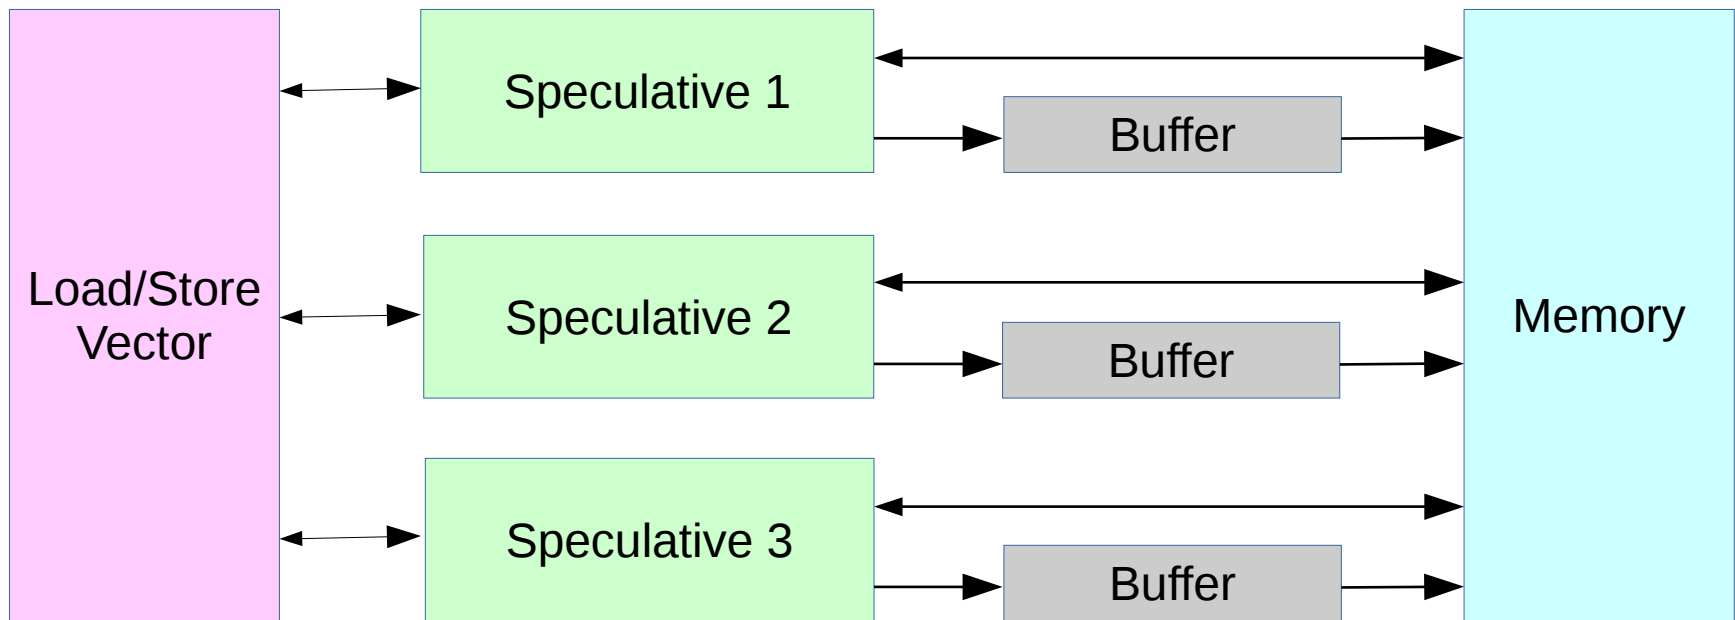 Speculative 1
Buffer
Load/Store
Vector
Speculative 2
Buffer
Memory
Speculative 3
Buffer